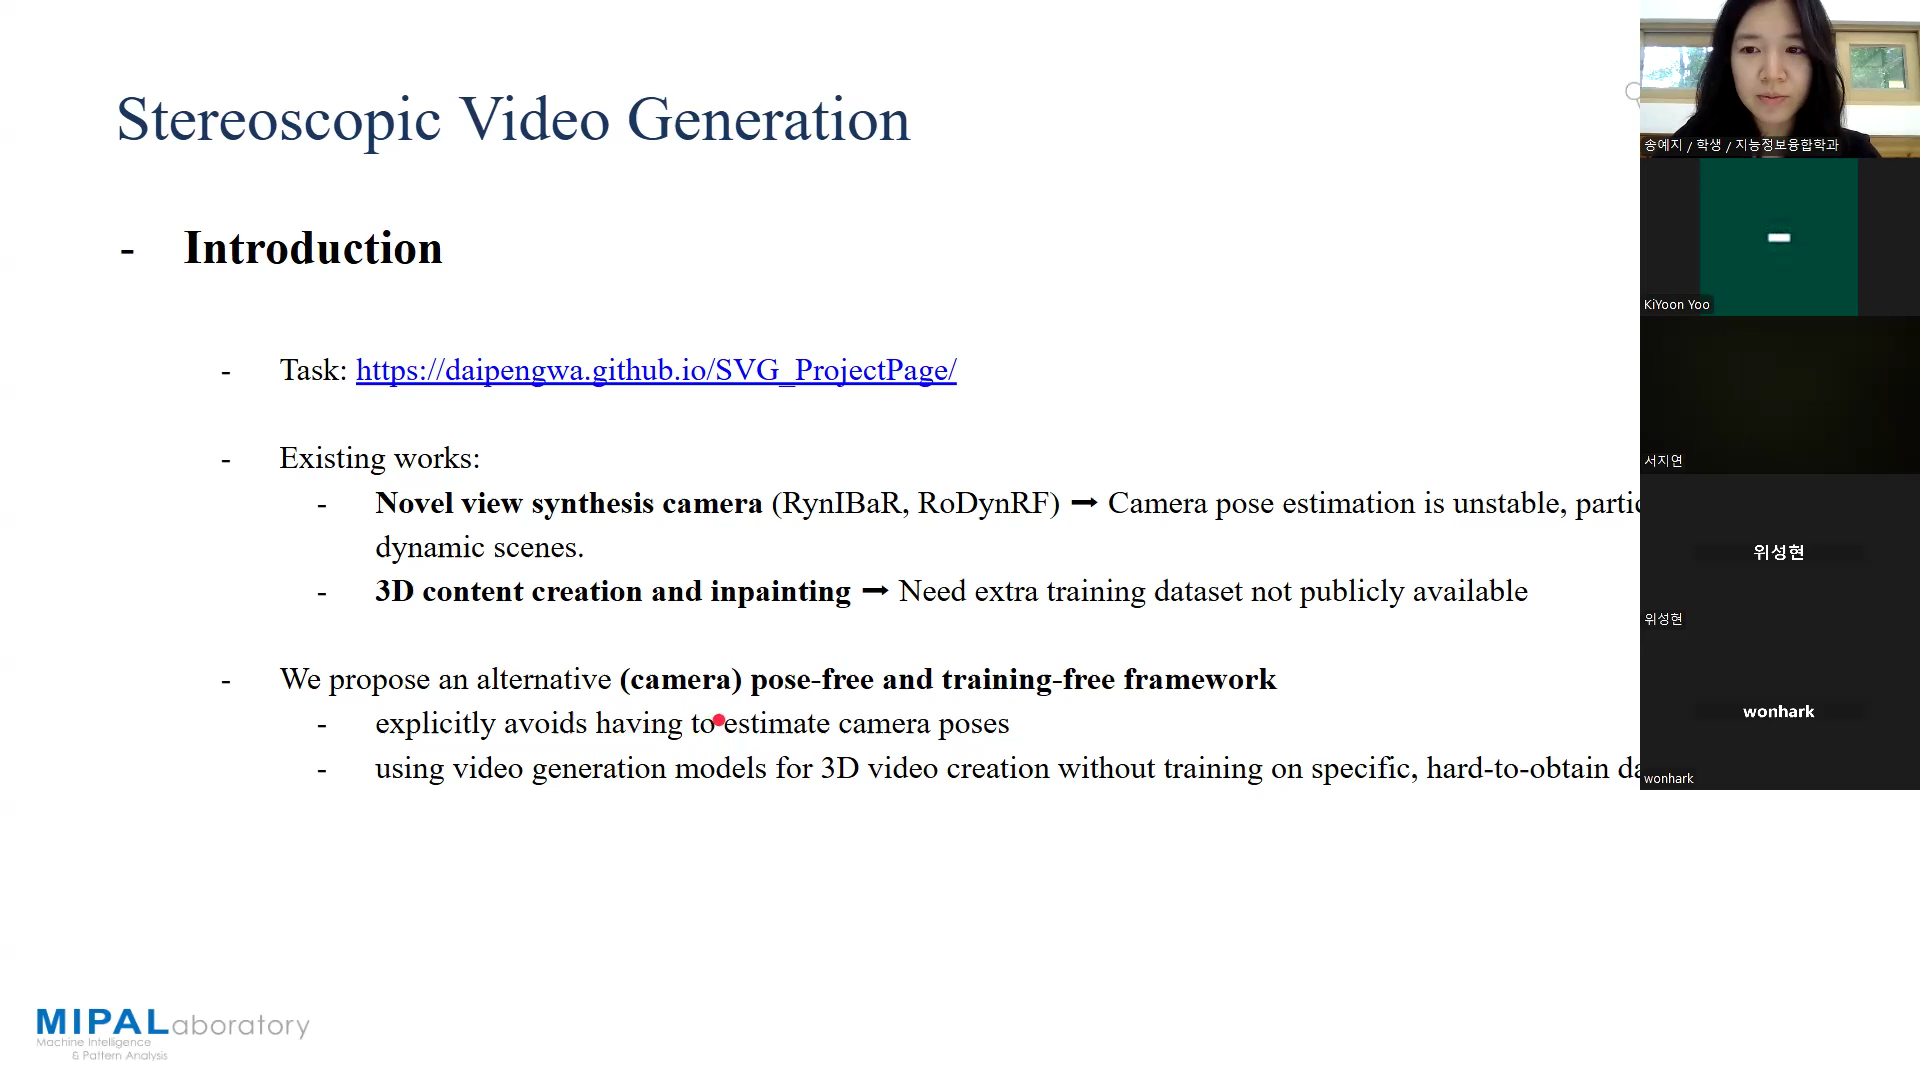 Stereoscopic Video Generation
- Introduction
- Task: https://daipengwa.github.io/SVG_ProjectPage/
- Existing works:
- Novel view synthesis camera (RynIBaR, RoDynRF) ➞ Camera pose estimation is unstable,
dynamic scenes.
- 3D content creation and inpainting ➞ Need extra training dataset not publicly available
- We propose an alternative (camera) pose-free and training-free framework
- explicitly avoids having to estimate camera poses
- using video generation models for 3D video creation without training on specific, hard-to-obtain
MIPALaboratory
Machine Intelligence
& Pattern Analysis
송예지 / 학생 / 지능정보융합학과
KiYoon Yoo
서지연
위성현
위성현
wonhark
wonhark